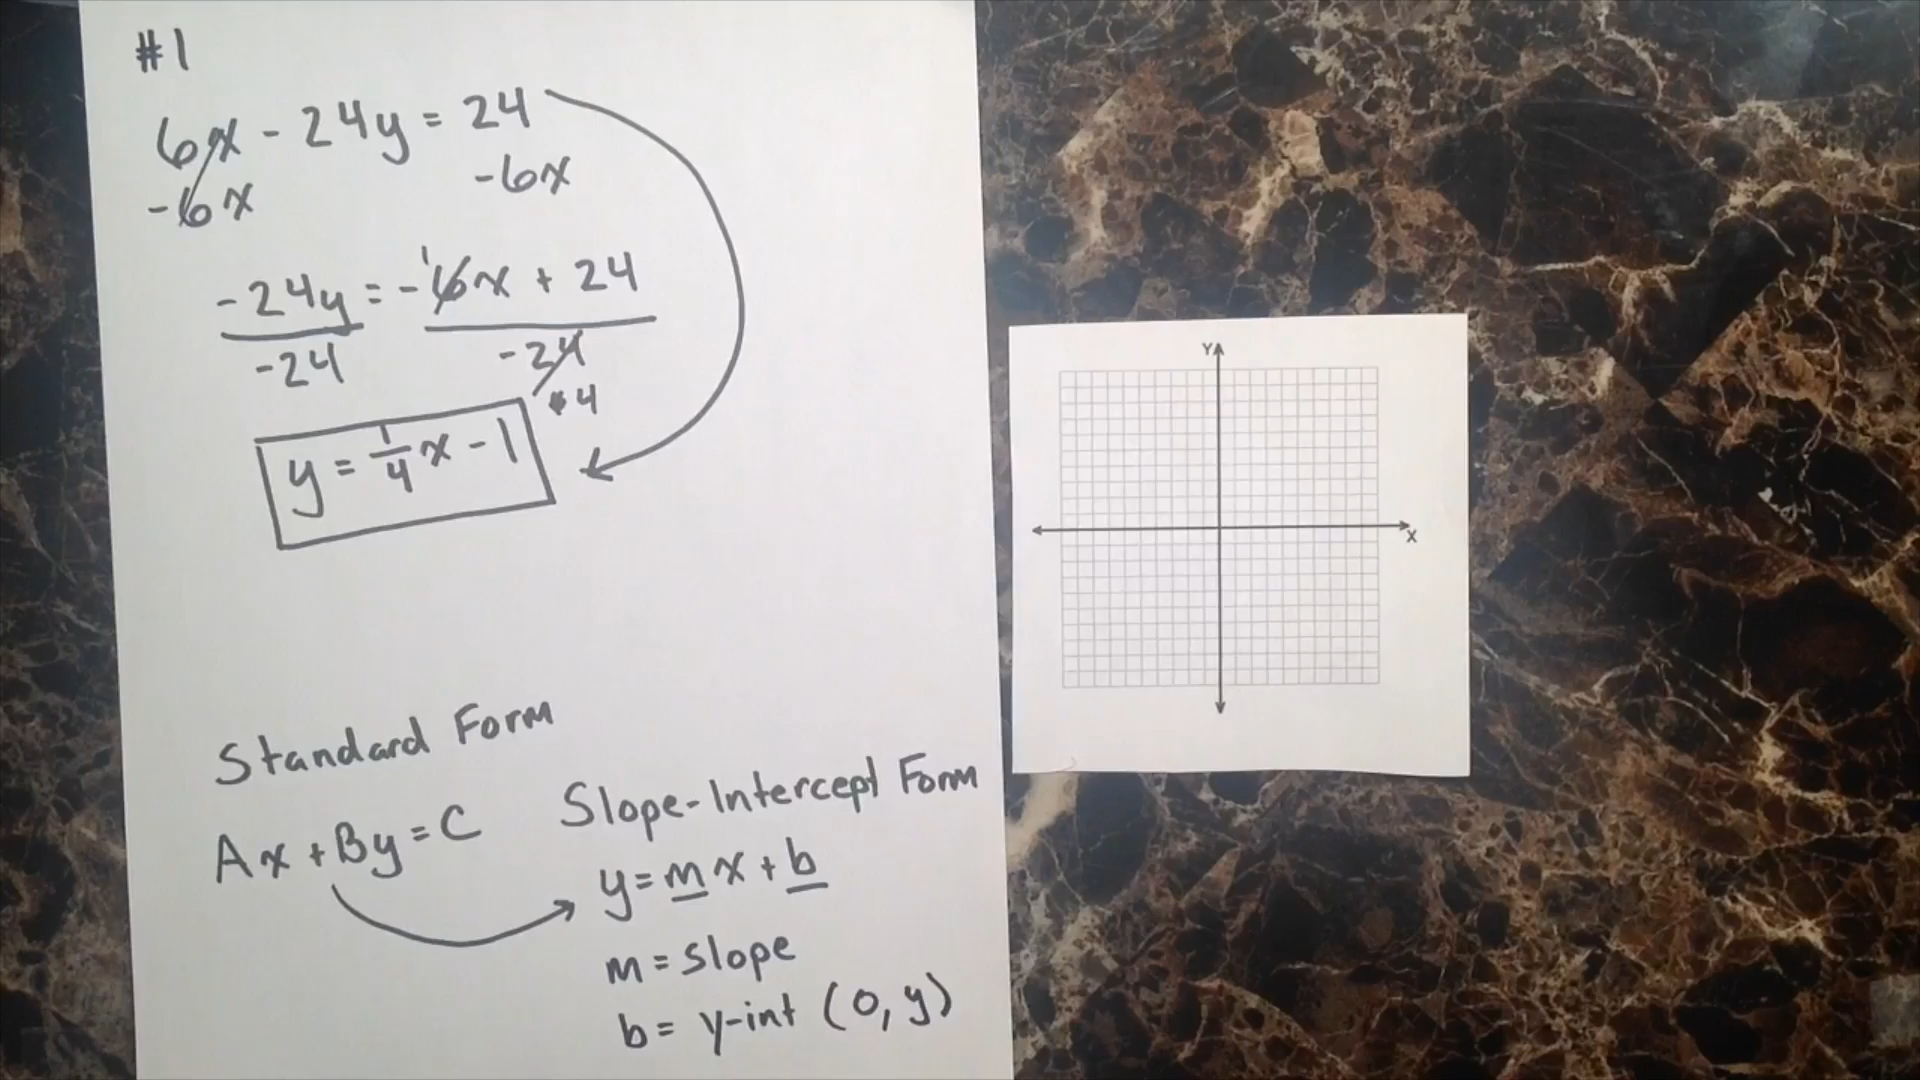 #1
6x - 24y = 24
-6x -6x
-24y = -6x + 24
1
-24 -24
4
y = 1/4 x - 1
Standard Form
Ax + By = C
Slope-Intercept Form
y = mx + b
m = slope
b = y-int (0, y)
Y
X